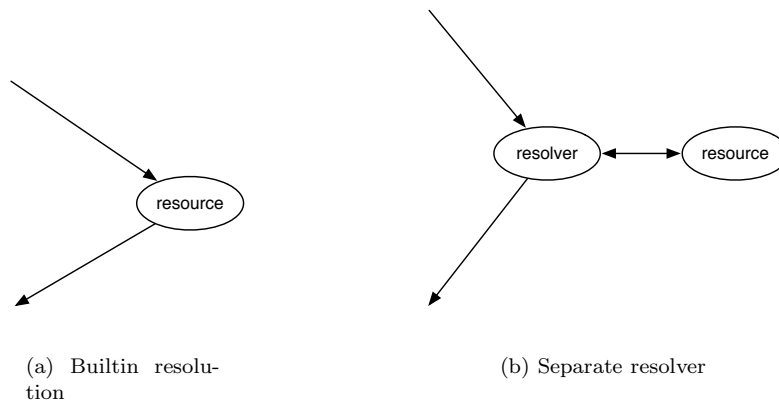 resource
resolver
resource
(a) Builtin resolu-
tion
(b) Separate resolver